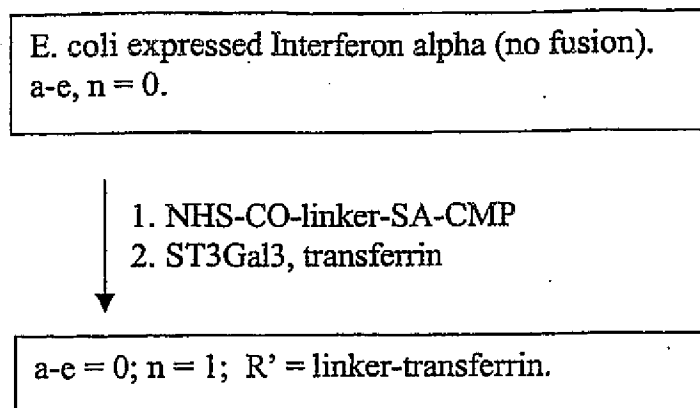 E. coli expressed Interferon alpha (no fusion).
a-e, n = 0.
1. NHS-CO-linker-SA-CMP
2. ST3Gal3, transferrin
a-e = 0; n = 1; R’ = linker-transferrin.